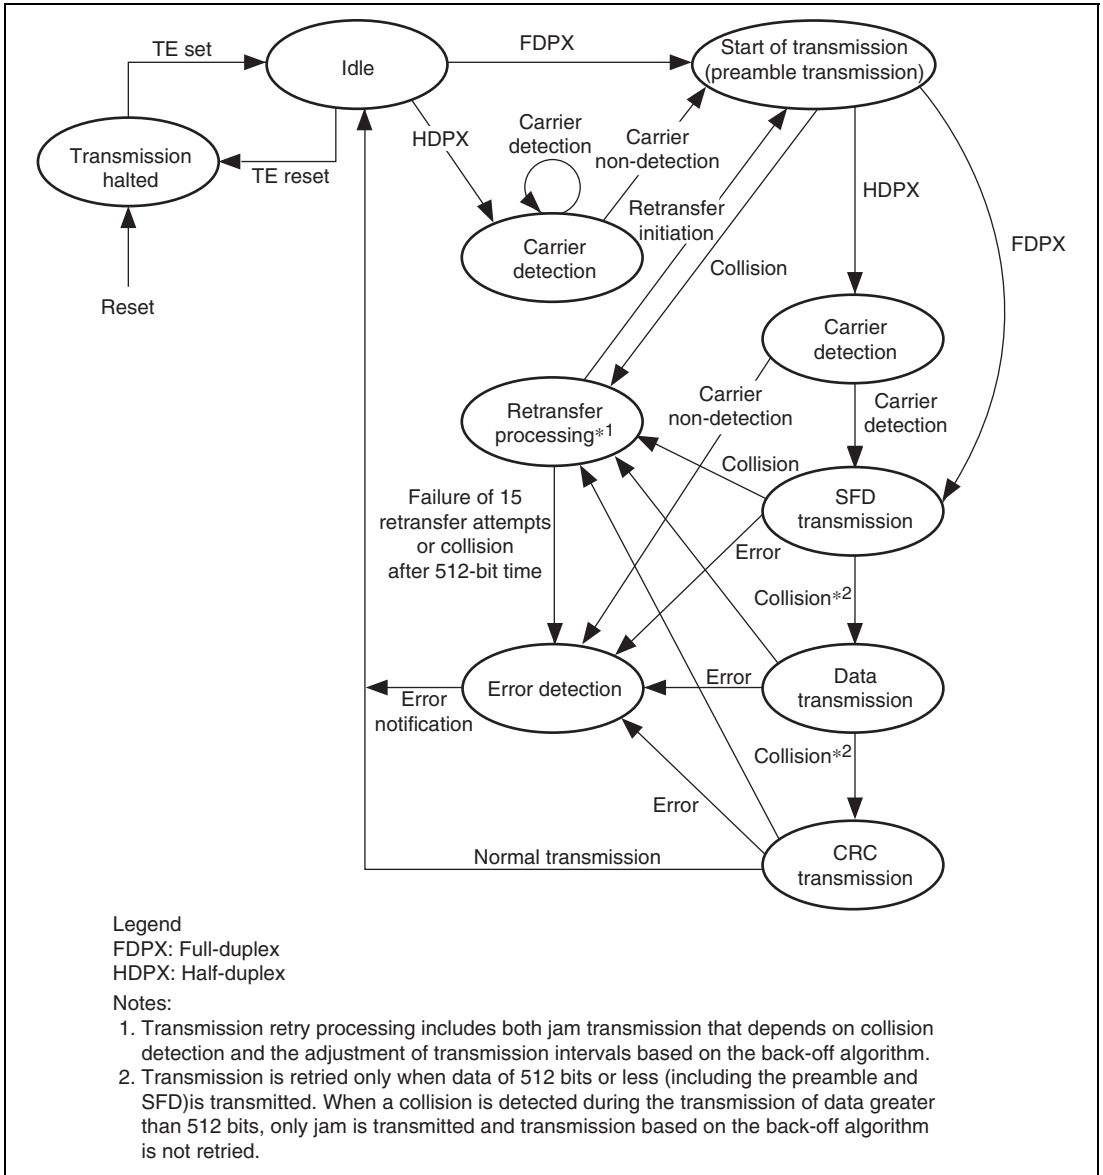 TE set
Idle
FDPX
Start of transmission
(preamble transmission)
Transmission
halted
TE reset
Reset
HDPX
Carrier
detection
Carrier
non-detection
Carrier
detection
Retransfer
initiation
Collision
HDPX
FDPX
Carrier
detection
Carrier
non-detection
Carrier
detection
Retransfer
processing*1
Collision
SFD
transmission
Failure of 15
retransfer attempts
or collision
after 512-bit time
Error
Collision*2
Error detection
Error
Data
transmission
Error
notification
Collision*2
Error
Normal transmission
CRC
transmission
Legend
FDPX: Full-duplex
HDPX: Half-duplex
Notes:
1. Transmission retry processing includes both jam transmission that depends on collision
detection and the adjustment of transmission intervals based on the back-off algorithm.
2. Transmission is retried only when data of 512 bits or less (including the preamble and
SFD)is transmitted. When a collision is detected during the transmission of data greater
than 512 bits, only jam is transmitted and transmission based on the back-off algorithm
is not retried.